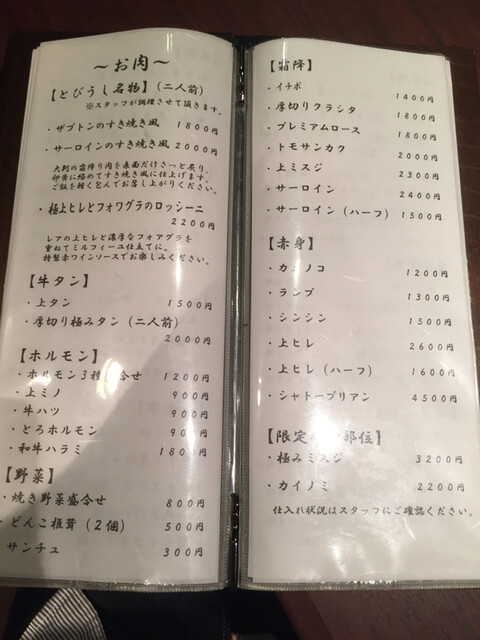 ～お肉～
【とびうし名物】(二人前)
※スタッフが調理させて頂きます。
・ザブトンのすき焼き風 1800円
・サーロインのすき焼き風 2000円
大判の霜降り肉を表面だけさっと炙り、
卵黄に絡めてすき焼き風に仕上げます。
ご飯を軽く包んでお召し上がりください。
・極上ヒレとフォワグラのロッシーニ
2200円
レアの上ヒレと濃厚なフォアグラを
重ねてミルフィーユ仕立てに。
特製赤ワインソースでお楽しみください。
【牛タン】
・上タン 1500円
・厚切り極みタン(二人前)
2000円
【ホルモン】
・ホルモン3種盛合せ 1200円
・上ミノ 900円
・牛ハツ 900円
・とろホルモン 900円
・和牛ハラミ 1800円
【野菜】
・焼き野菜盛合せ 800円
・どんこ椎茸(2個) 500円
サンチュ 300円
【霜降】
・イチボ 1400円
・厚切りクラシタ 1800円
・プレミアムロース 1800円
・トモサンカク 2000円
・上ミスジ 2300円
・サーロイン 2400円
・サーロイン(ハーフ) 1500円
【赤身】
・カメノコ 1200円
・ランプ 1300円
・シンシン 1500円
・上ヒレ 2600円
・上ヒレ(ハーフ) 1600円
・シャトーブリアン 4500円
【限定 部位】
・極みミスジ 3200円
・カイノミ 2200円
仕入れ状況はスタッフにご確認ください。